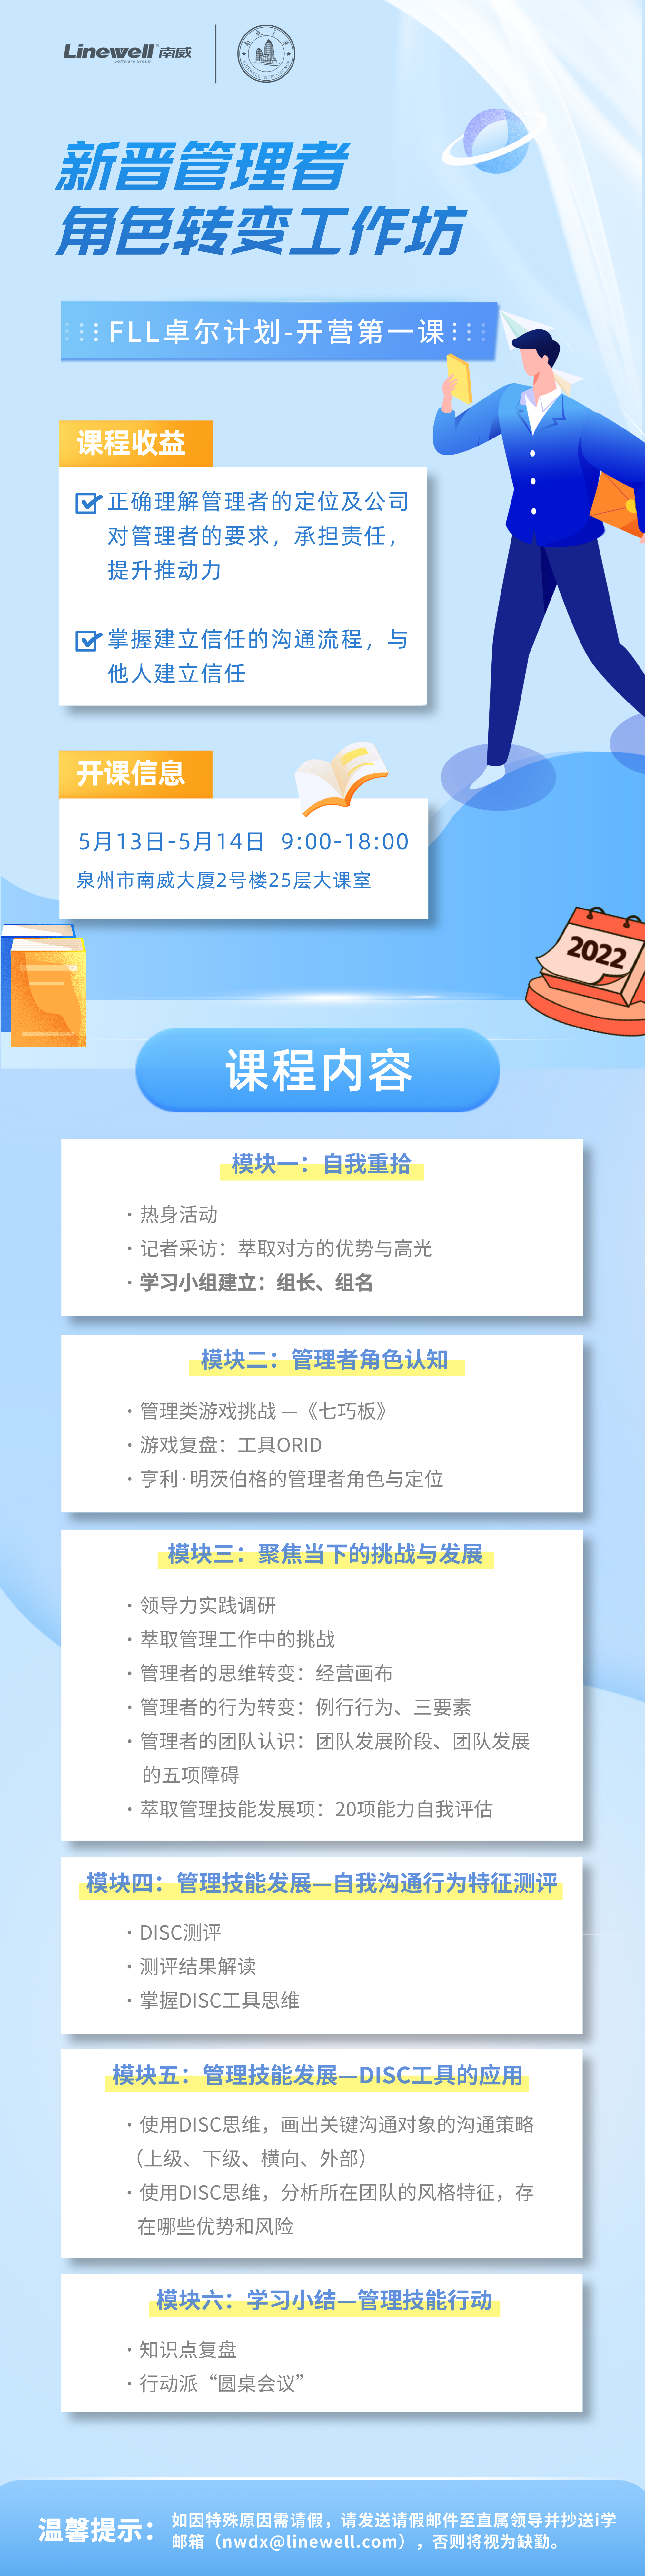 Linewell 南威
Software Group
南威大学
新晋管理者
角色转变工作坊
FLL卓尔计划-开营第一课
课程收益
正确理解管理者的定位及公司
对管理者的要求，承担责任，
提升推动力
掌握建立信任的沟通流程，与
他人建立信任
开课信息
5月13日-5月14日 9:00-18:00
泉州市南威大厦2号楼25层大课室
2022
课程内容
模块一：自我重拾
· 热身活动
· 记者采访：萃取对方的优势与高光
· 学习小组建立：组长、组名
模块二：管理者角色认知
· 管理类游戏挑战 —《七巧板》
· 游戏复盘：工具ORID
· 亨利·明茨伯格的管理者角色与定位
模块三：聚焦当下的挑战与发展
· 领导力实践调研
· 萃取管理工作中的挑战
· 管理者的思维转变：经营画布
· 管理者的行为转变：例行行为、三要素
· 管理者的团队认识：团队发展阶段、团队发展
的五项障碍
· 萃取管理技能发展项：20项能力自我评估
模块四：管理技能发展—自我沟通行为特征测评
· DISC测评
· 测评结果解读
· 掌握DISC工具思维
模块五：管理技能发展—DISC工具的应用
· 使用DISC思维，画出关键沟通对象的沟通策略
（上级、下级、横向、外部）
· 使用DISC思维，分析所在团队的风格特征，存
在哪些优势和风险
模块六：学习小结—管理技能行动
· 知识点复盘
· 行动派“圆桌会议”
温馨提示：
如因特殊原因需请假，请发送请假邮件至直属领导并抄送i学
邮箱（nwdx@linewell.com），否则将视为缺勤。